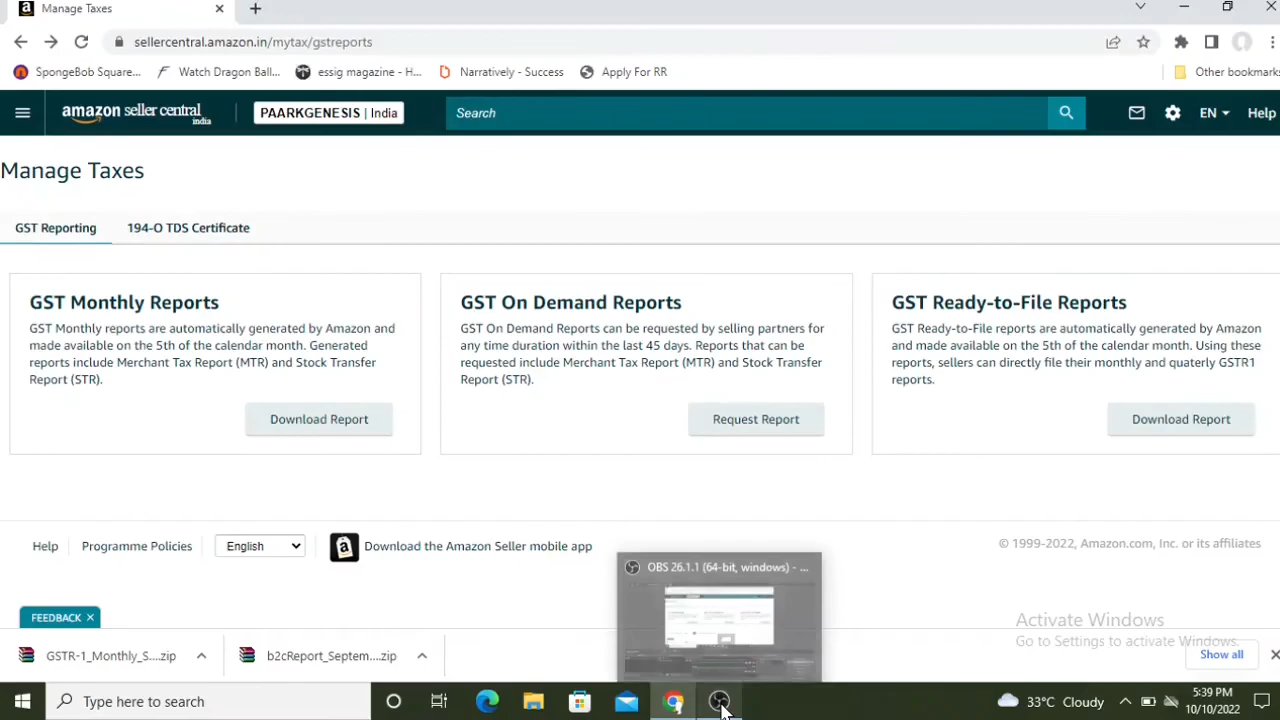 Manage Taxes
sellercentral.amazon.in/mytax/gstreports
SpongeBob Square...
Watch Dragon Ball...
essig magazine - H...
Narratively - Success
Apply For RR
Other bookmarks
amazon seller central
india
PAARKGENESIS | India
Search
EN
Help
Manage Taxes
GST Reporting
194-O TDS Certificate
GST Monthly Reports
GST Monthly reports are automatically generated by Amazon and
made available on the 5th of the calendar month. Generated
reports include Merchant Tax Report (MTR) and Stock Transfer
Report (STR).
Download Report
GST On Demand Reports
GST On Demand Reports can be requested by selling partners for
any time duration within the last 45 days. Reports that can be
requested include Merchant Tax Report (MTR) and Stock Transfer
Report (STR).
Request Report
GST Ready-to-File Reports
GST Ready-to-File reports are automatically generated by Amazon
and made available on the 5th of the calendar month. Using these
reports, sellers can directly file their monthly and quaterly GSTR1
reports.
Download Report
Help
Programme Policies
English
Download the Amazon Seller mobile app
© 1999-2022, Amazon.com, Inc. or its affiliates
OBS 26.1.1 (64-bit, windows) - ...
FEEDBACK ×
Activate Windows
Go to Settings to activate Windows.
GSTR-1_Monthly_S....zip
b2cReport_Septem....zip
Show all
Type here to search
33°C Cloudy
5:39 PM
10/10/2022